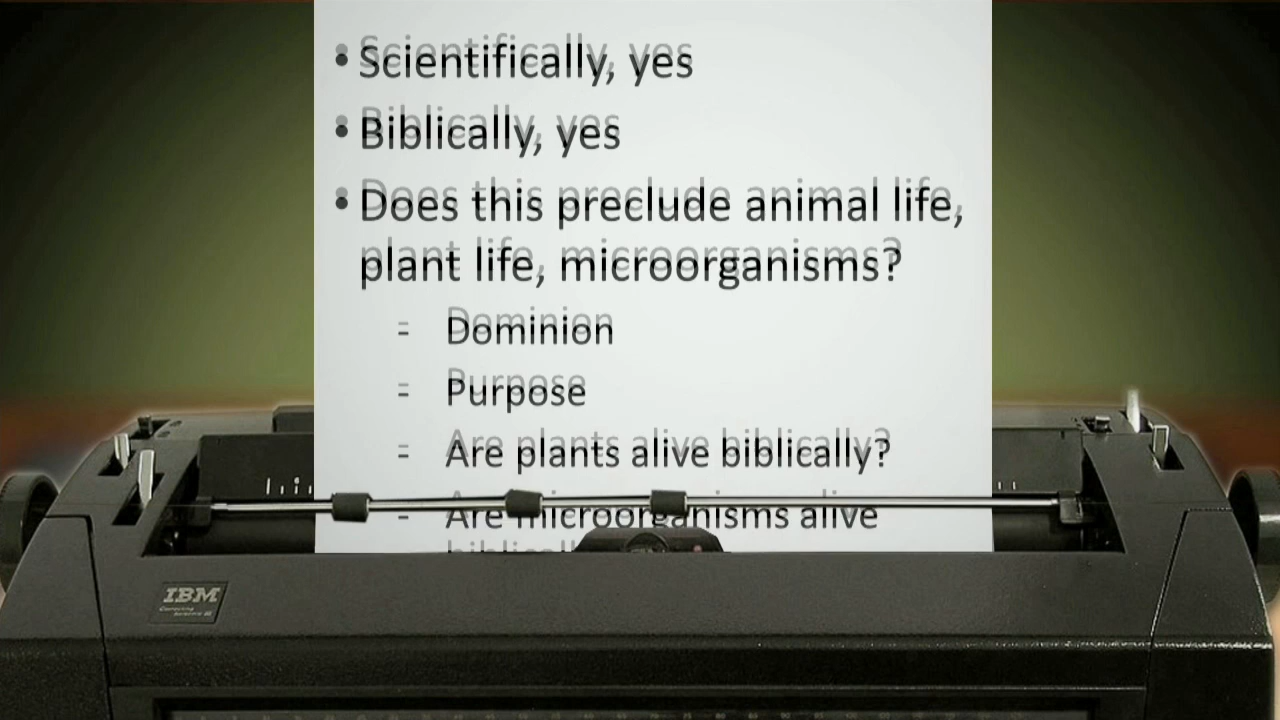 • Scientifically, yes
• Biblically, yes
• Does this preclude animal life,
plant life, microorganisms?
- Dominion
- Purpose
- Are plants alive biblically?
- Are microorganisms alive
IBM